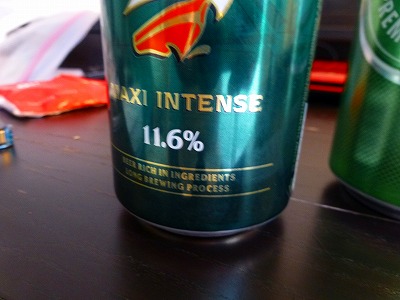 MAXI INTENSE
11.6%
BEER RICH IN INGREDIENTS
LONG BREWING PROCESS